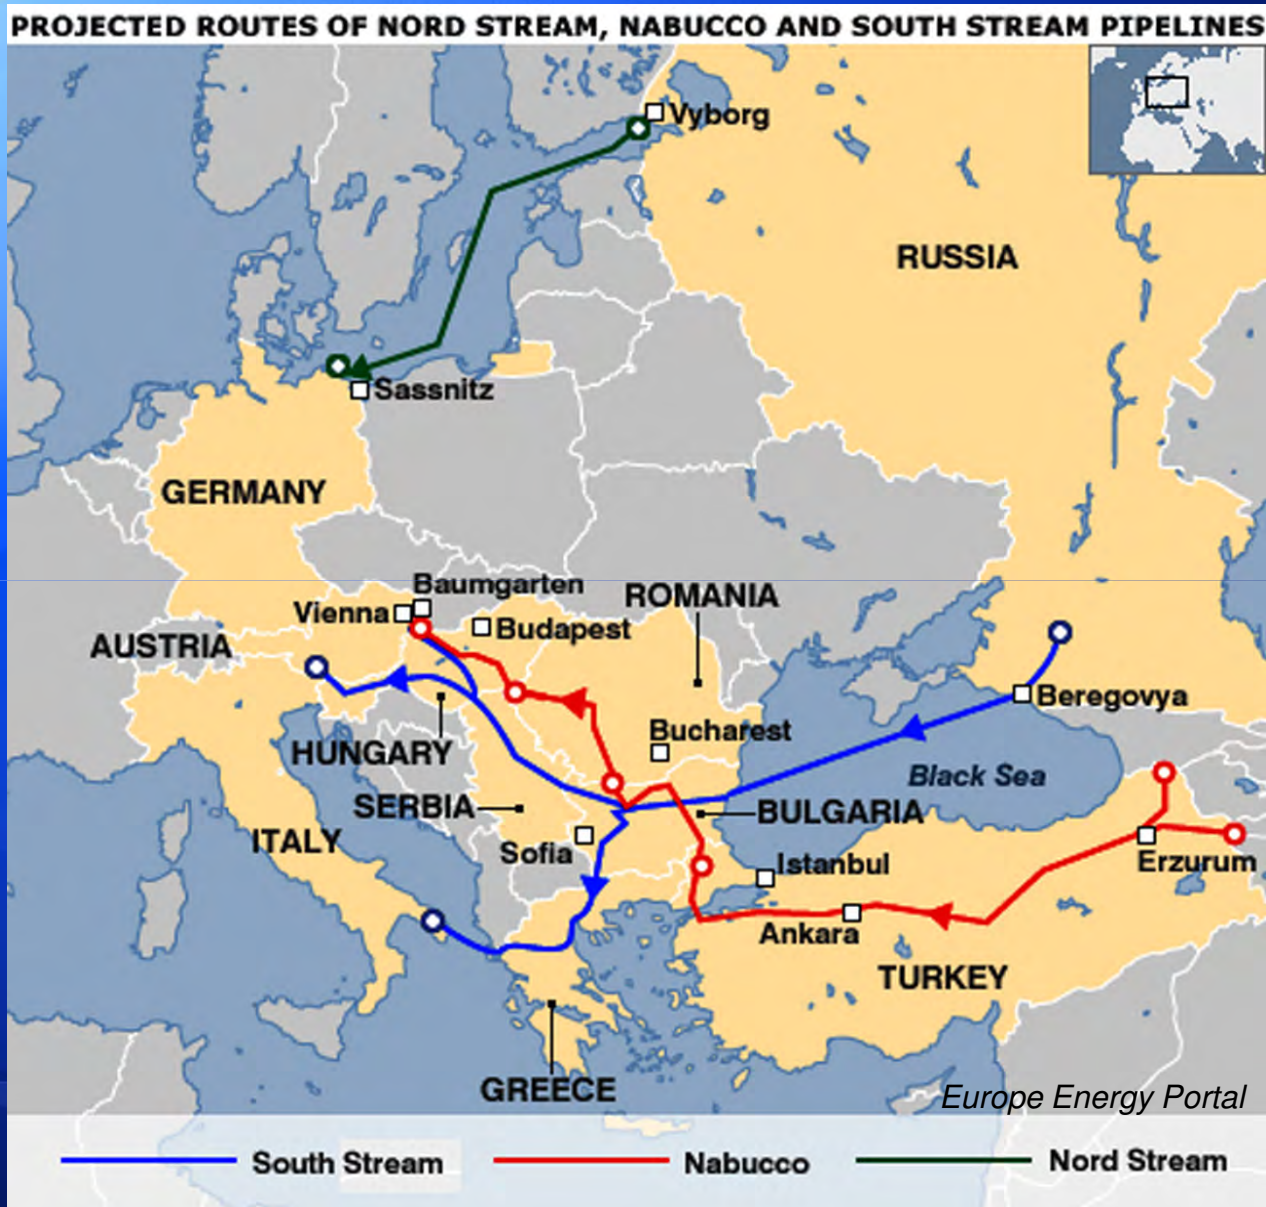 PROJECTED ROUTES OF NORD STREAM, NABUCCO AND SOUTH STREAM PIPELINES
Vyborg
RUSSIA
Sassnitz
GERMANY
Baumgarten
ROMANIA
Vienna
Budapest
AUSTRIA
Beregovya
Bucharest
HUNGARY
Black Sea
SERBIA
BULGARIA
ITALY
Sofia
Istanbul
Erzurum
Ankara
TURKEY
GREECE
Europe Energy Portal
South Stream
Nabucco
Nord Stream